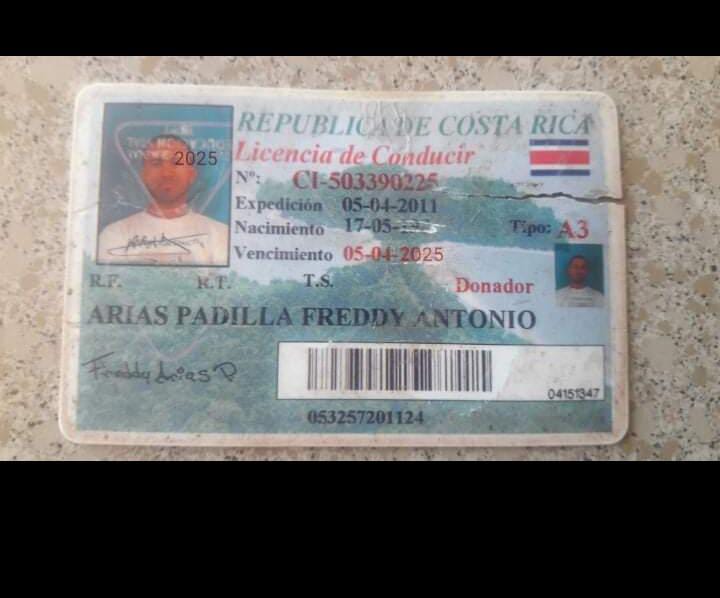 2025
REPUBLICA DE COSTA RICA
Licencia de Conducir
Nº: CI-503390225
Expedición 05-04-2011
Nacimiento 17-05-
Tipo: A3
Vencimiento 05-04-2025
R.F. R.T. T.S. Donador
ARIAS PADILLA FREDDY ANTONIO
Freddy Arias P
04151347
053257201124